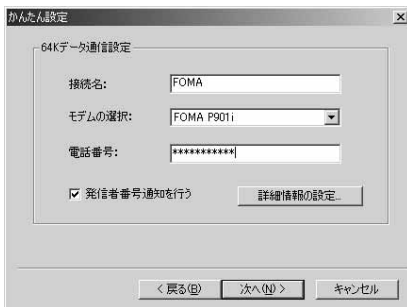 かんたん設定
64Kデータ通信設定
接続名: FOMA
モデムの選択: FOMA P901i
電話番号: ***********
発信者番号通知を行う 詳細情報の設定...
< 戻る(B) 次へ(N) > キャンセル